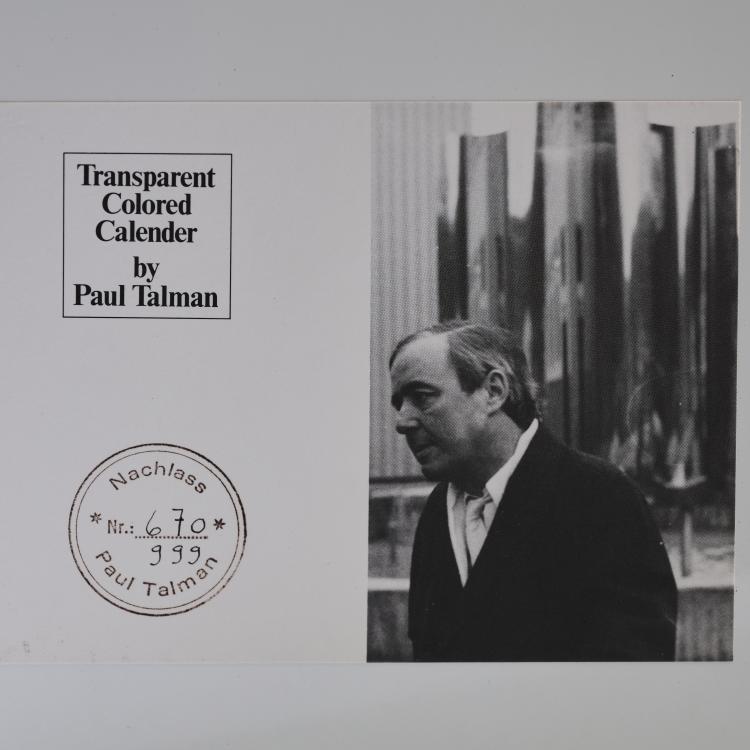 Transparent
Colored
Calender
by
Paul Talman
Nachlass
* Nr.: 670 *
999
Paul Talman